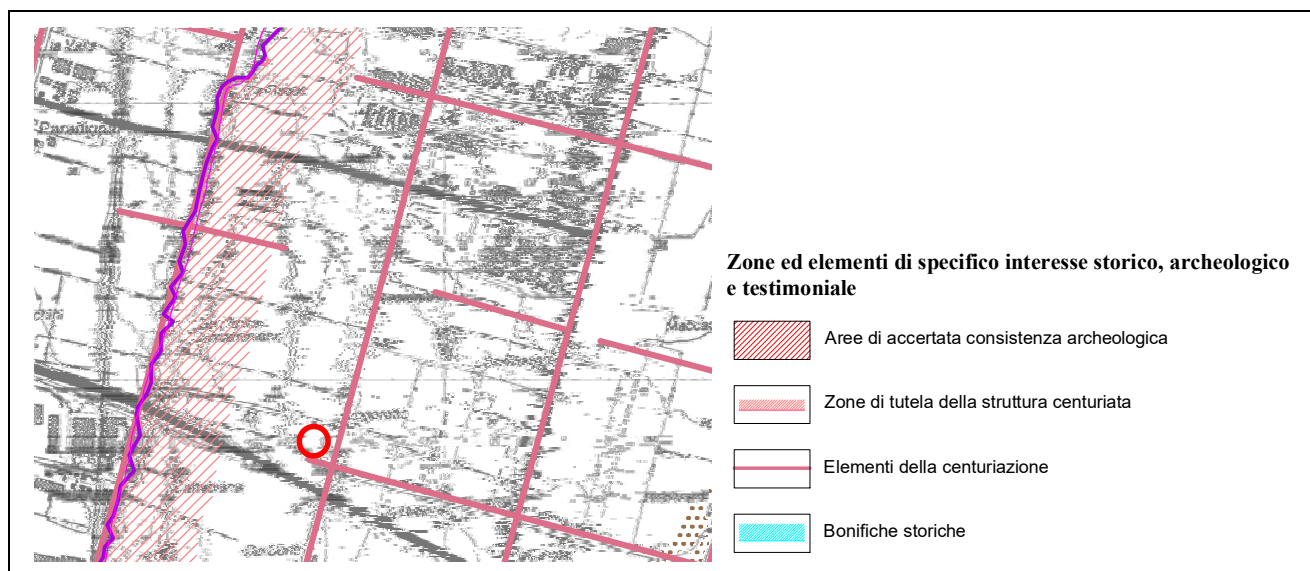 Paradigna
Zone ed elementi di specifico interesse storico, archeologico
e testimoniale
Aree di accertata consistenza archeologica
Zone di tutela della struttura centuriata
Elementi della centuriazione
Bonifiche storiche